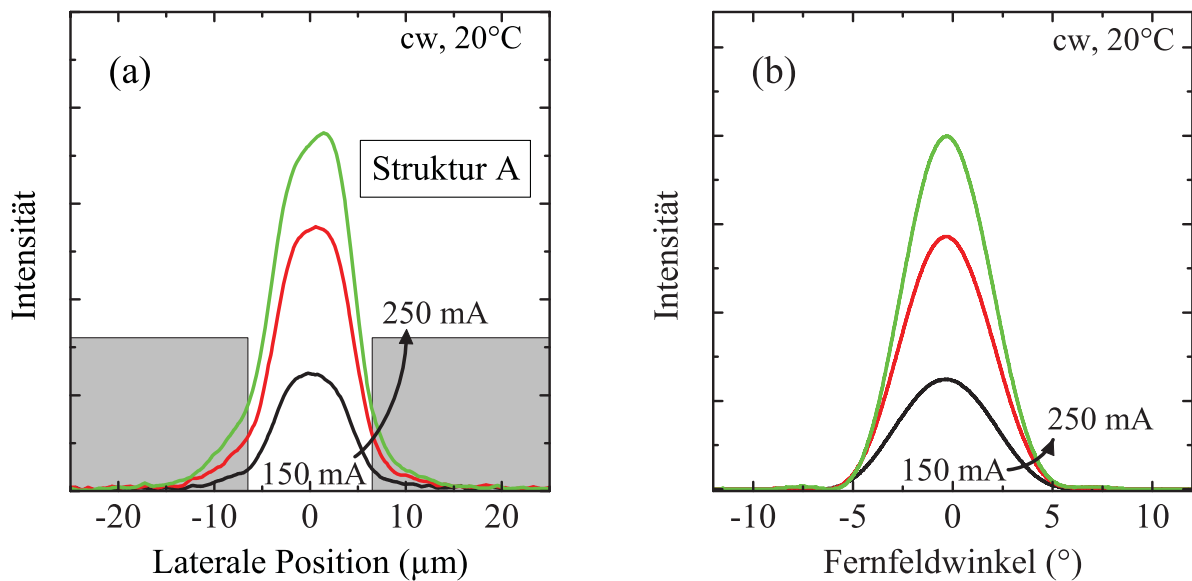 (a)
cw, 20°C
Struktur A
250 mA
150 mA
Intensität
-20 -10 0 10 20
Laterale Position (µm)
(b)
cw, 20°C
250 mA
150 mA
Intensität
-10 -5 0 5 10
Fernfeldwinkel (°)